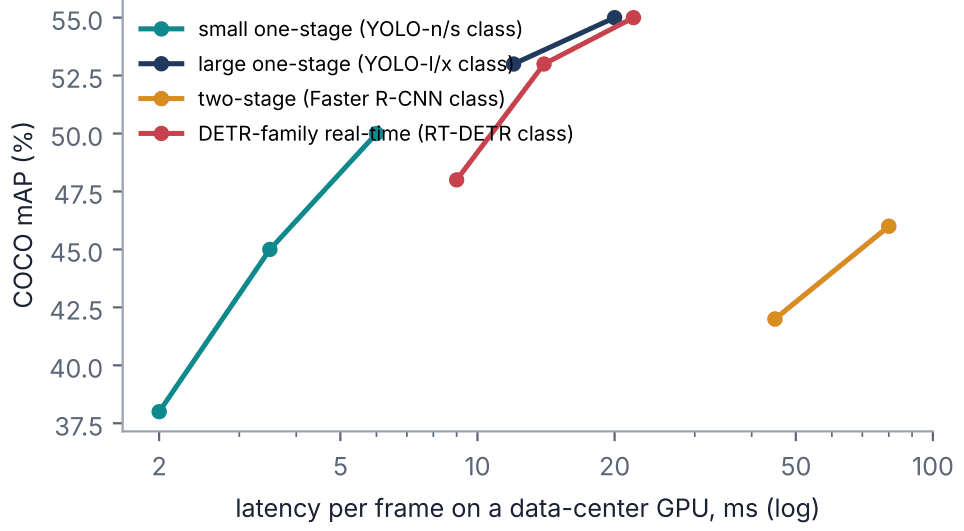 55.0
52.5
50.0
47.5
45.0
42.5
40.0
37.5
COCO mAP (%)
small one-stage (YOLO-n/s class)
large one-stage (YOLO-l/x class)
two-stage (Faster R-CNN class)
DETR-family real-time (RT-DETR class)
2 5 10 20 50 100
latency per frame on a data-center GPU, ms (log)